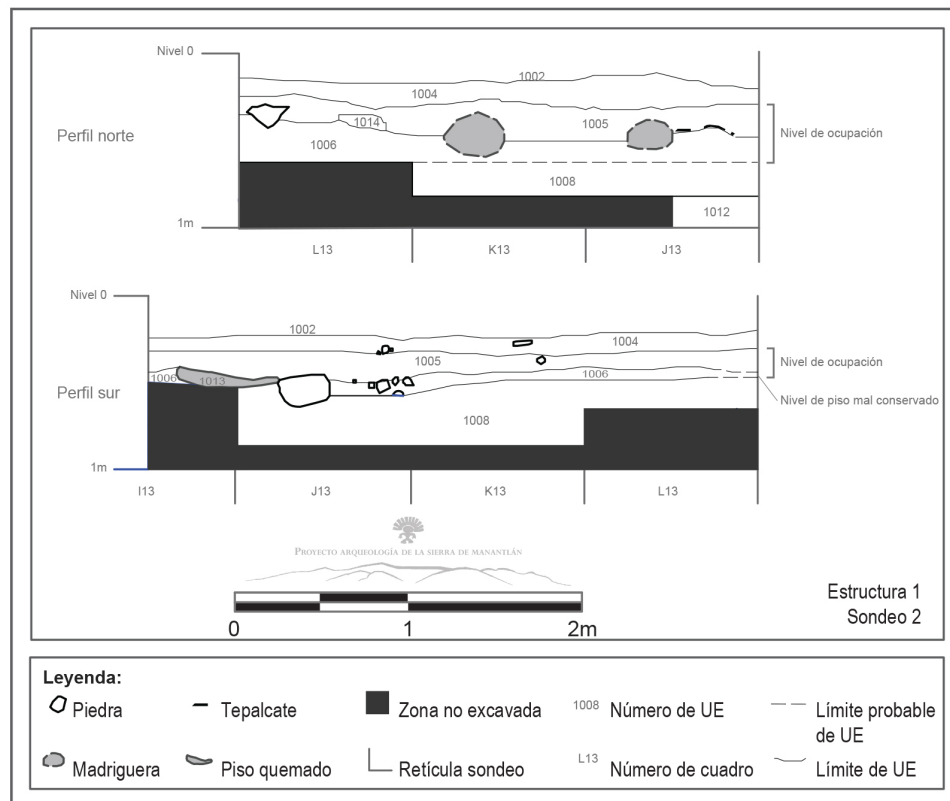 Nivel 0
1002
1004
1014
1005
Perfil norte
Nivel de ocupación
1006
1008
1012
1m
L13
K13
J13
Nivel 0
1002
1004
1005
Nivel de ocupación
1006
1013
1006
Perfil sur
Nivel de piso mal conservado
1008
1m
I13
J13
K13
L13
PROYECTO ARQUEOLOGÍA DE LA SIERRA DE MANANTLÁN
Estructura 1
Sondeo 2
0 1 2m
Leyenda:
Piedra
Tepalcate
Zona no excavada
1008 Número de UE
Límite probable
de UE
Madriguera
Piso quemado
Retícula sondeo
L13 Número de cuadro
Límite de UE